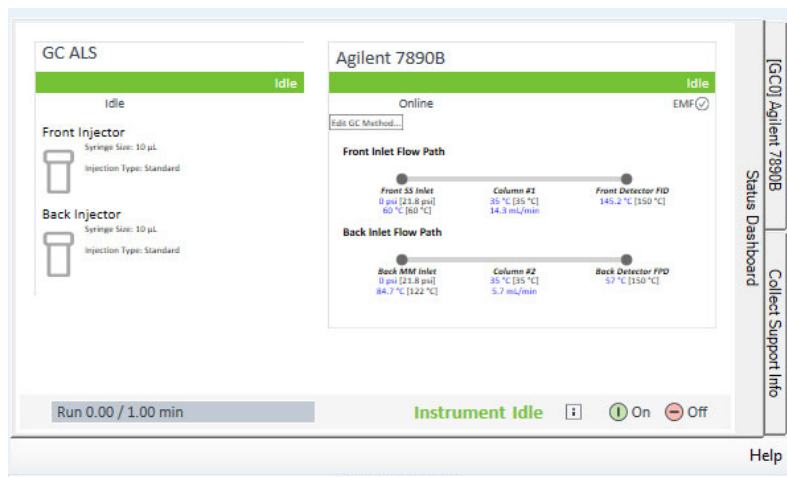 GC ALS
Idle
Idle
Front Injector
Syringe Size: 10 µL
Injection Type: Standard
Back Injector
Syringe Size: 10 µL
Injection Type: Standard
Agilent 7890B
Idle
Online
EMF
Edit GC Method...
Front Inlet Flow Path
Front SS Inlet
0 psi [21.8 psi]
60 °C [60 °C]
Column #1
35 °C [35 °C]
14.3 mL/min
Front Detector FID
145.2 °C [150 °C]
Back Inlet Flow Path
Back MM Inlet
0 psi [21.8 psi]
84.7 °C [122 °C]
Column #2
35 °C [35 °C]
5.7 mL/min
Back Detector FPD
57 °C [150 °C]
Run 0.00 / 1.00 min
Instrument Idle
i
On
Off
Status Dashboard
[GC0] Agilent 7890B
Collect Support Info
Help